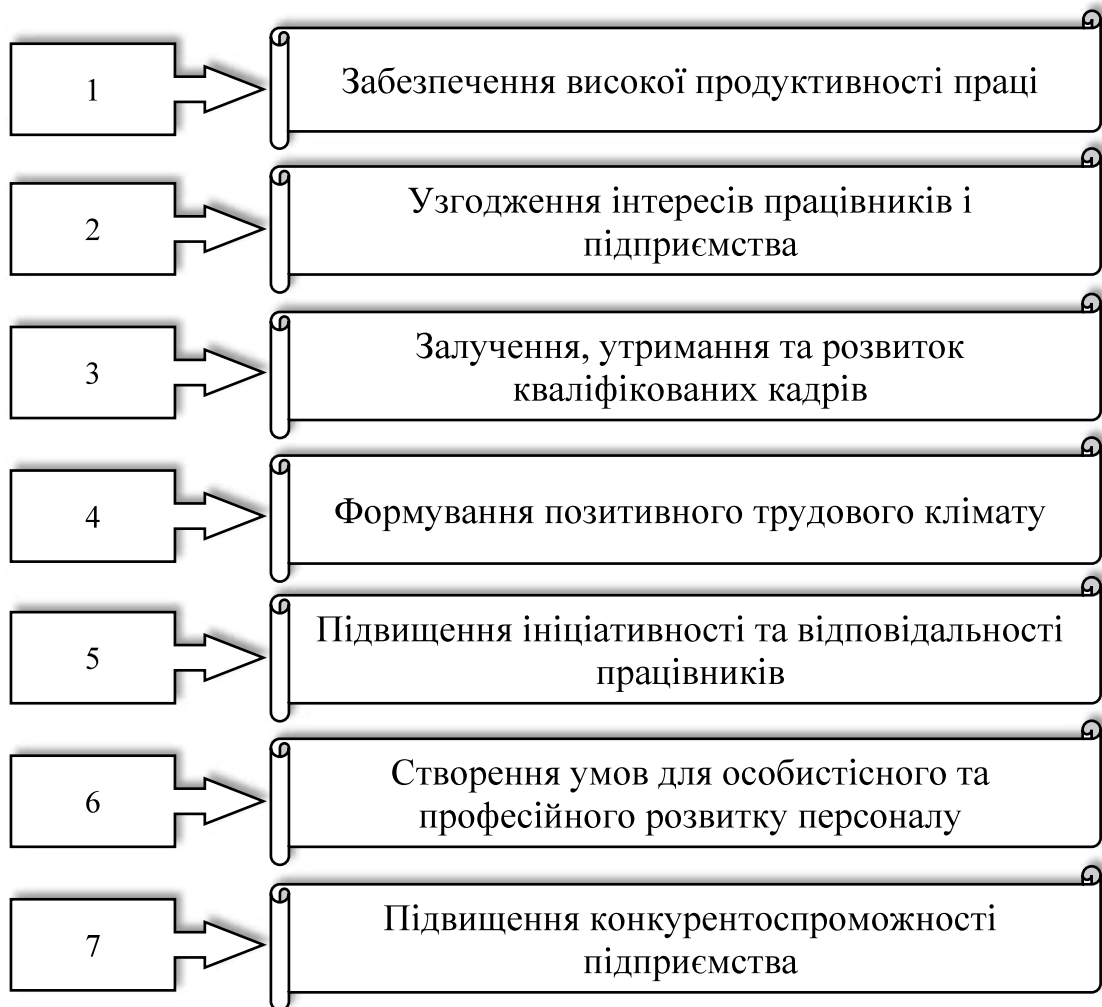 1
Забезпечення високої продуктивності праці
2
Узгодження інтересів працівників і
підприємства
3
Залучення, утримання та розвиток
кваліфікованих кадрів
4
Формування позитивного трудового клімату
5
Підвищення ініціативності та відповідальності
працівників
6
Створення умов для особистісного та
професійного розвитку персоналу
7
Підвищення конкурентоспроможності
підприємства